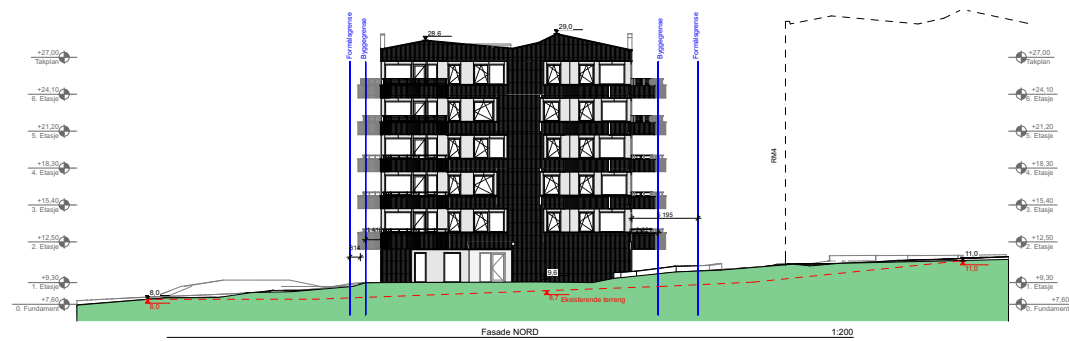 28,6
29,0
Formålsgrense
Byggegrense
Byggegrense
Formålsgrense
+27,00
Takplan
+24,10
6. Etasje
+21,20
5. Etasje
+18,30
4. Etasje
+15,40
3. Etasje
+12,50
2. Etasje
+9,30
1. Etasje
+7,60
0. Fundament
+27,00
Takplan
+24,10
6. Etasje
+21,20
5. Etasje
+18,30
4. Etasje
+15,40
3. Etasje
+12,50
2. Etasje
+9,30
1. Etasje
+7,60
0. Fundament
RM4
9,6
8,0
8,0
11,0
11,0
Eksisterende terreng
Fasade NORD
1:200